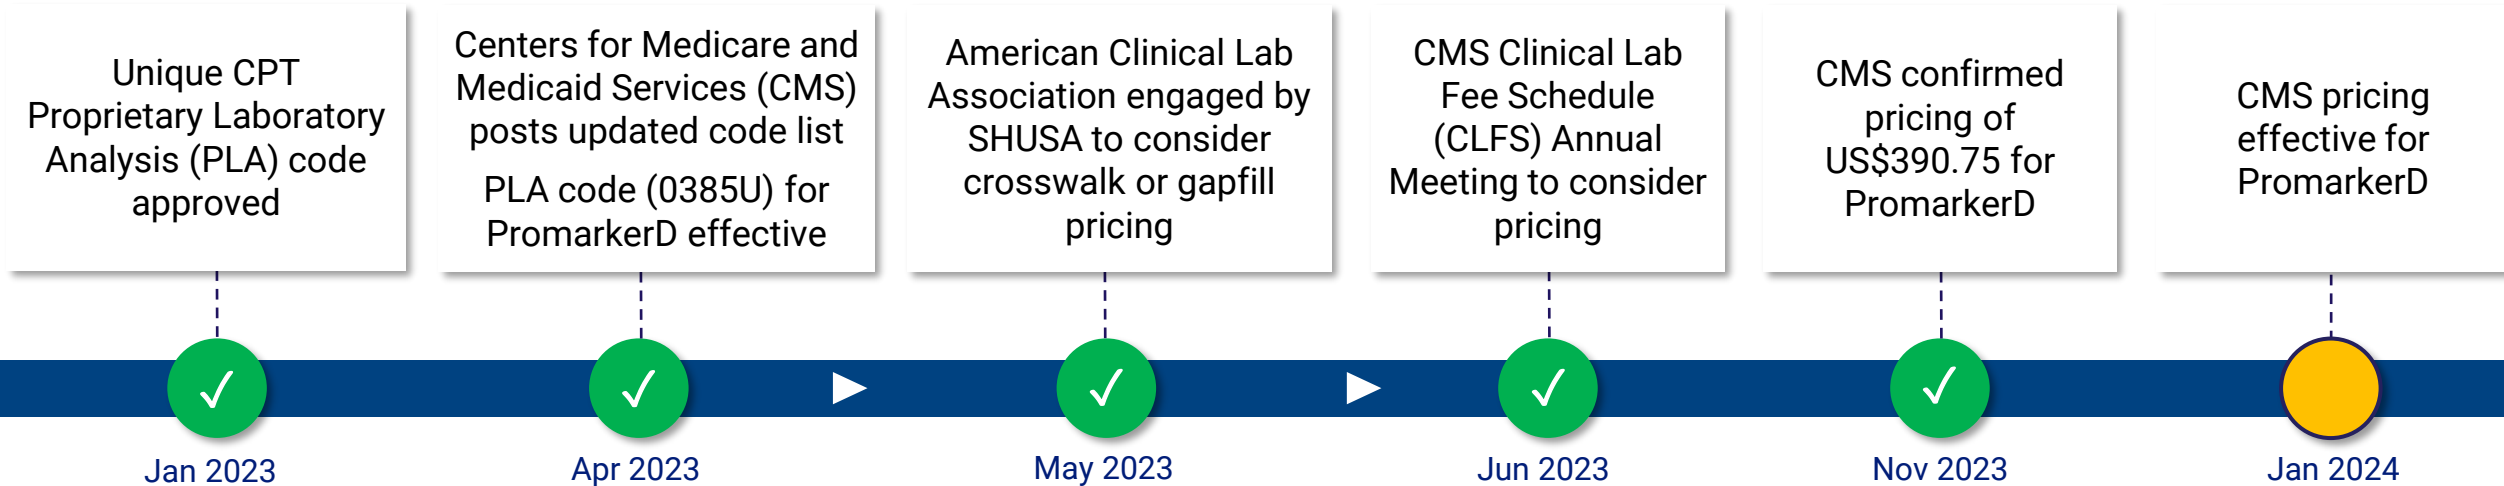 Unique CPT
Proprietary Laboratory
Analysis (PLA) code
approved
Centers for Medicare and
Medicaid Services (CMS)
posts updated code list
PLA code (0385U) for
PromarkerD effective
American Clinical Lab
Association engaged by
SHUSA to consider
crosswalk or gapfill
pricing
CMS Clinical Lab
Fee Schedule
(CLFS) Annual
Meeting to consider
pricing
CMS confirmed
pricing of
US$390.75 for
PromarkerD
CMS pricing
effective for
PromarkerD
Jan 2023
Apr 2023
May 2023
Jun 2023
Nov 2023
Jan 2024